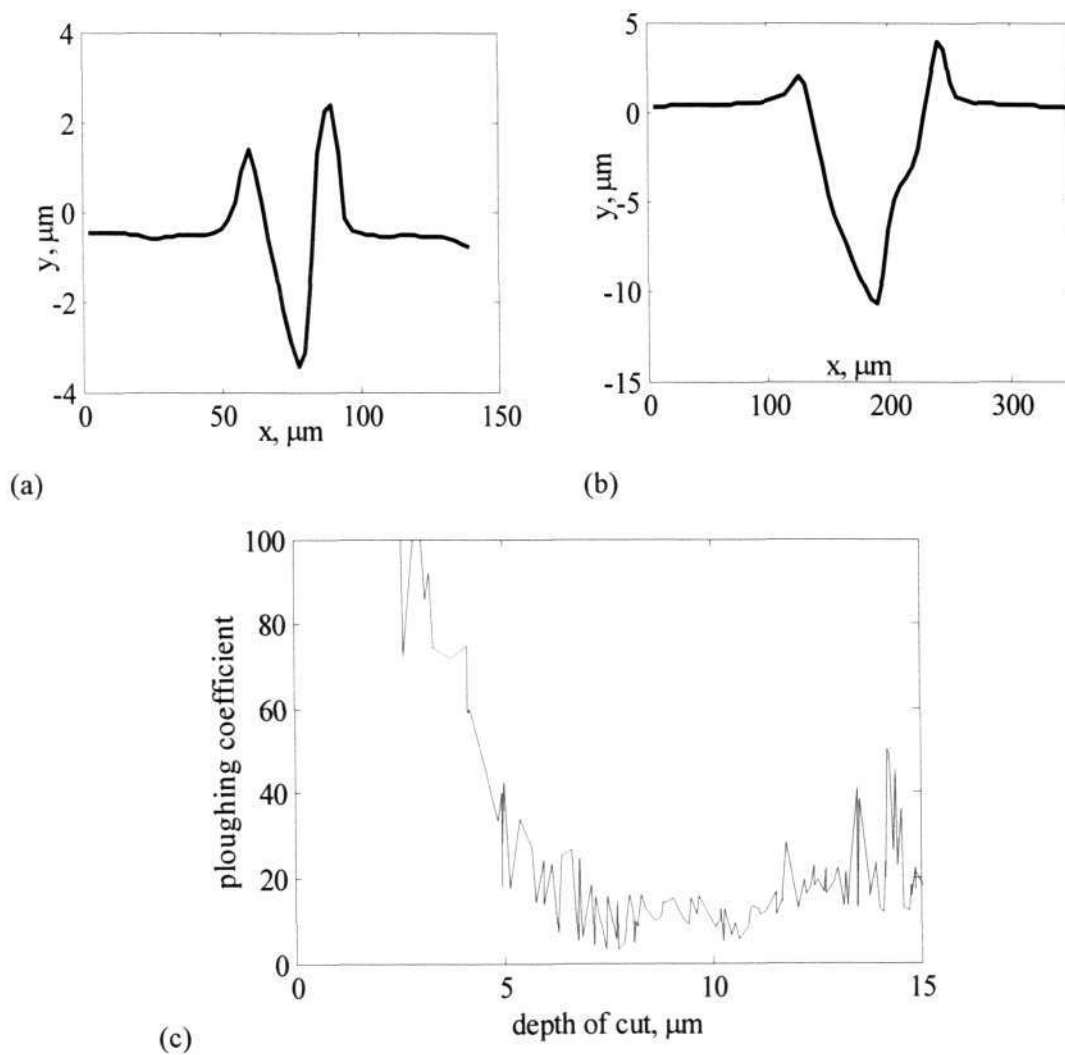 4
2
0
-2
-4
y, μm
0 50 100 150
x, μm
(a)
5
0
-5
-10
-15
y, μm
x, μm
0 100 200 300
(b)
100
80
60
40
20
0
ploughing coefficient
0 5 10 15
depth of cut, μm
(c)